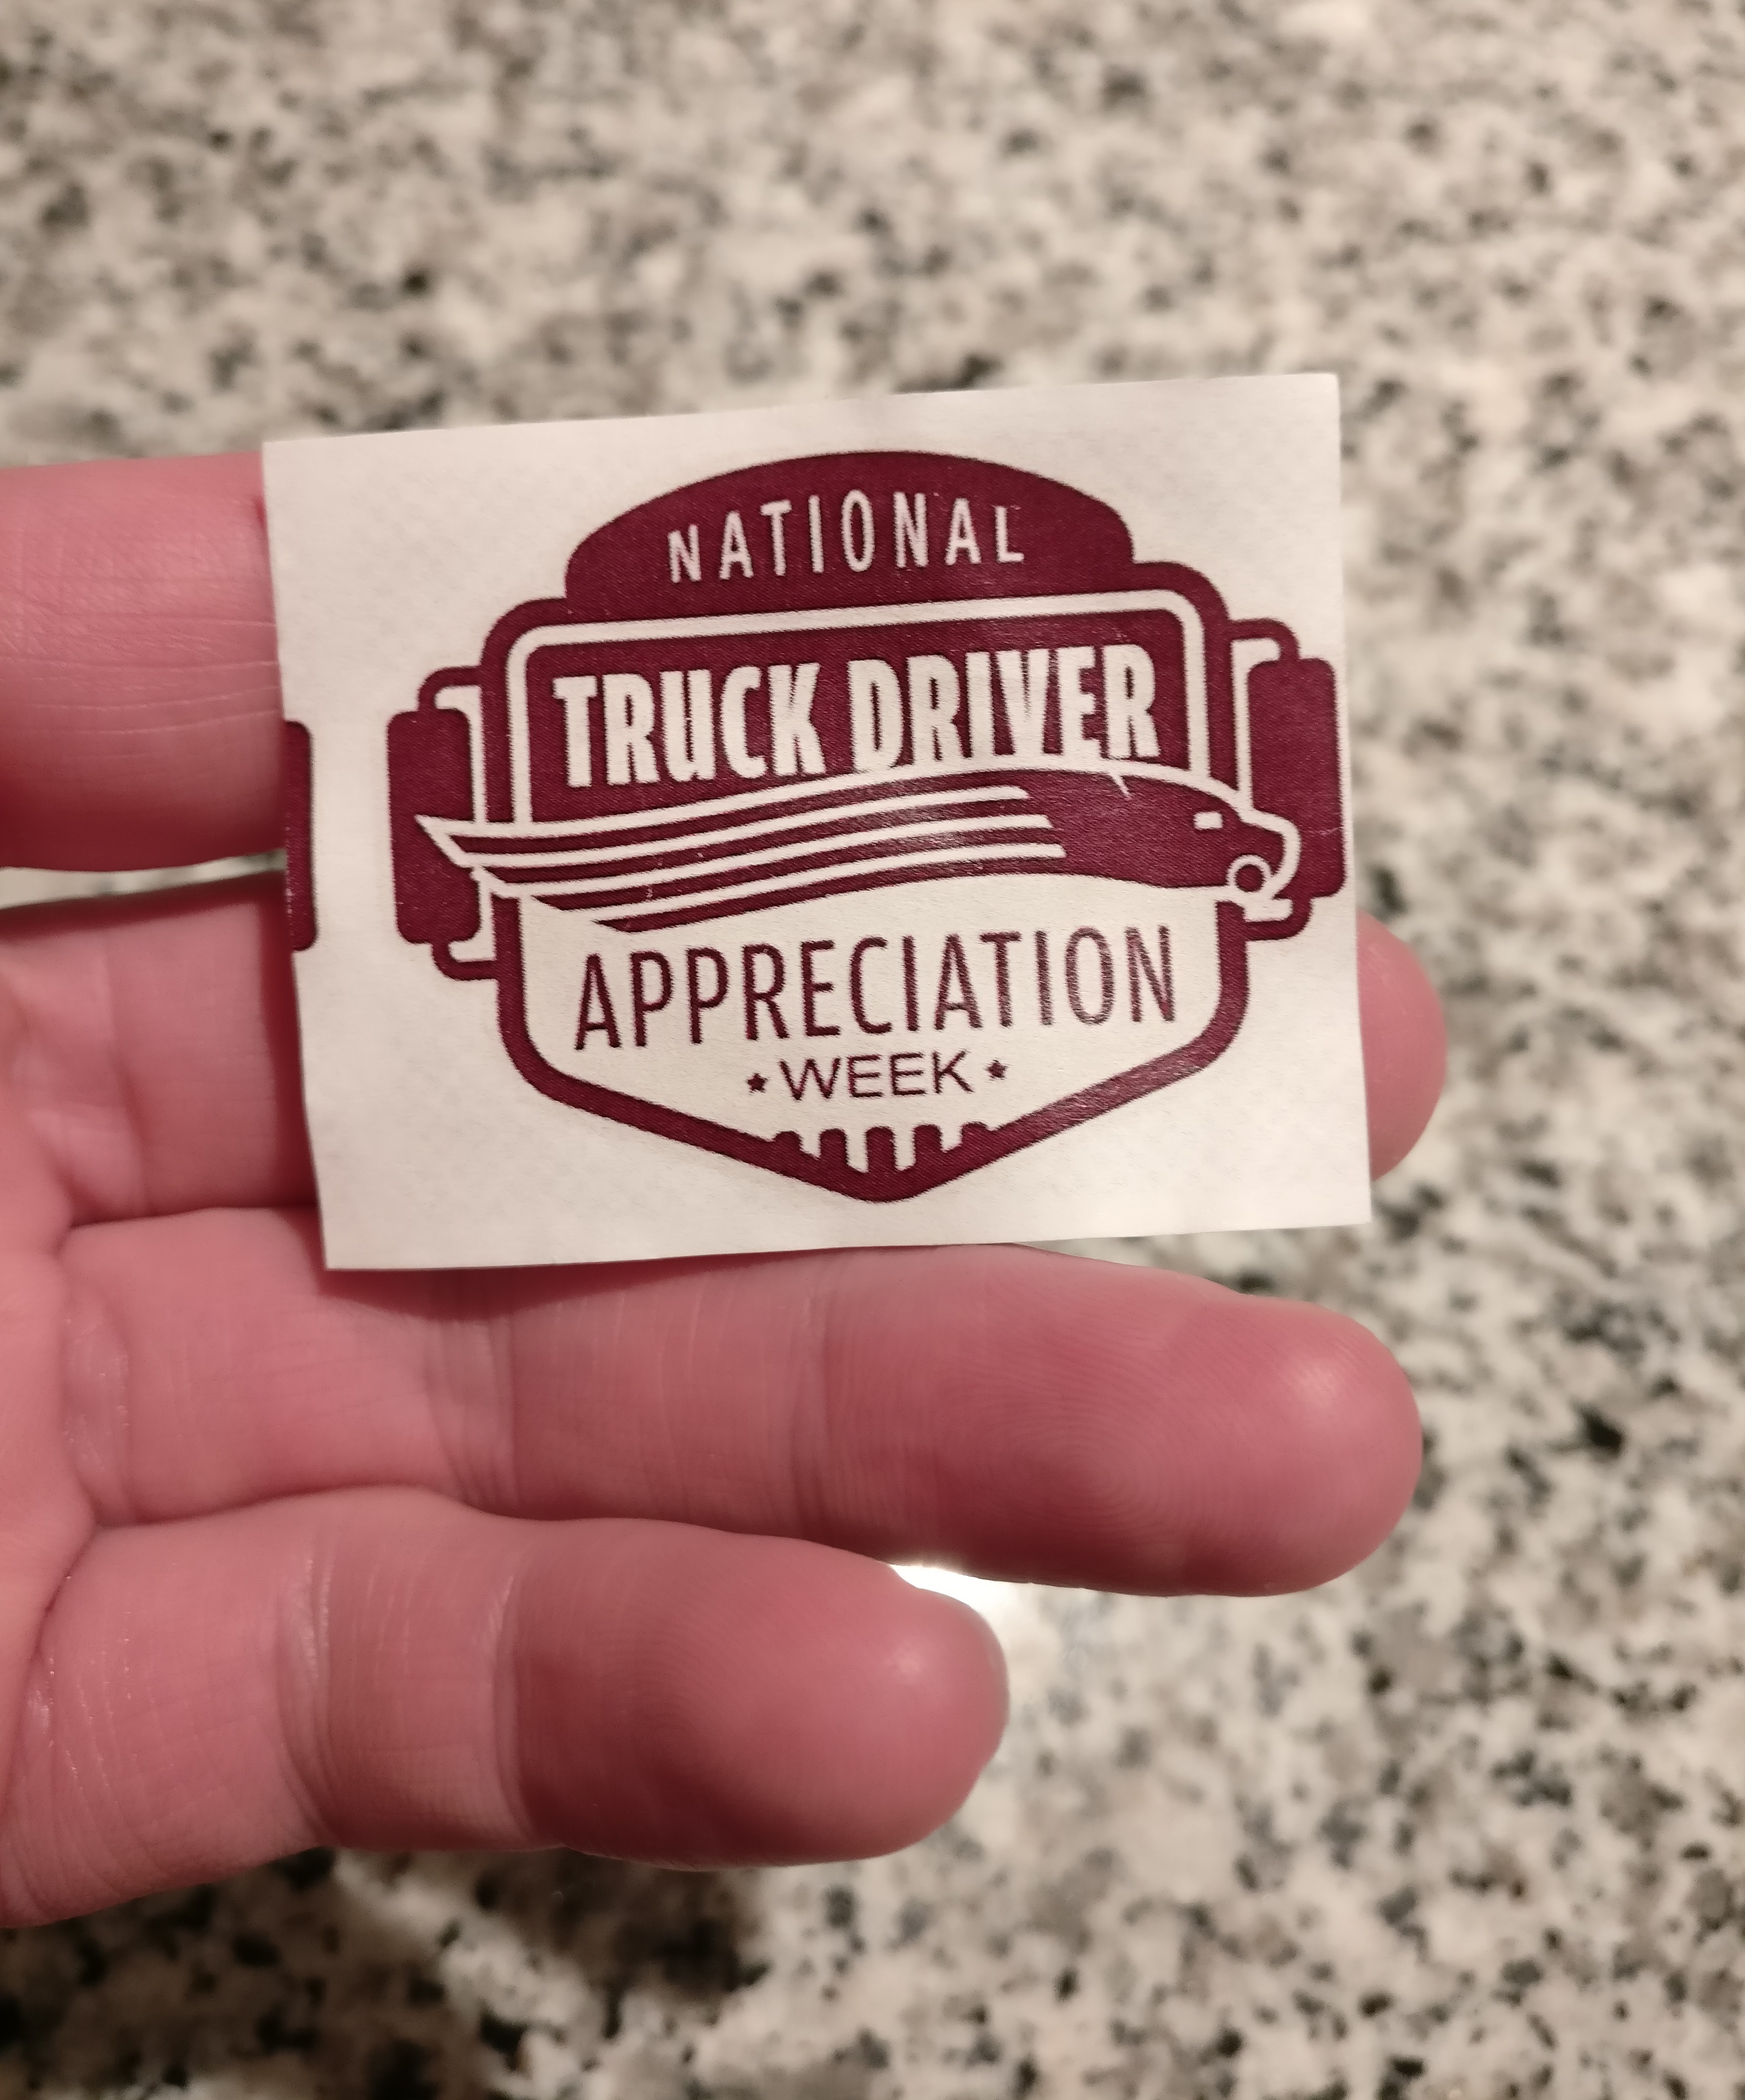 NATIONAL
TRUCK DRIVER
APPRECIATION
★ WEEK ★